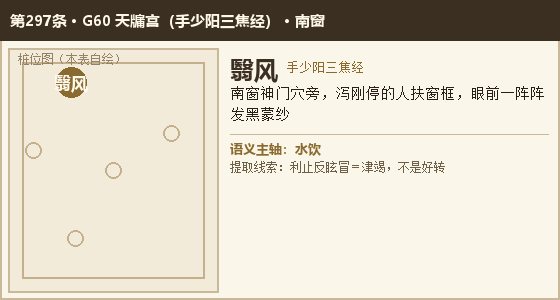 第297条・G60 天牖宫（手少阳三焦经）・南窗
桩位图（本表自绘）
翳风
翳风 手少阳三焦经
南窗神门穴旁，泻刚停的人扶窗框，眼前一阵阵
发黑蒙纱
语义主轴：水饮
提取线索：利止反眩冒＝津竭，不是好转